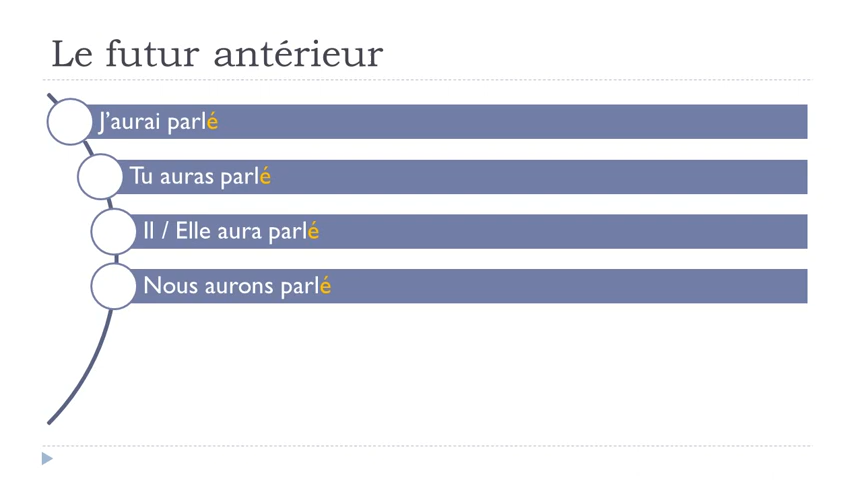 Le futur antérieur
J’aurai parlé
Tu auras parlé
Il / Elle aura parlé
Nous aurons parlé